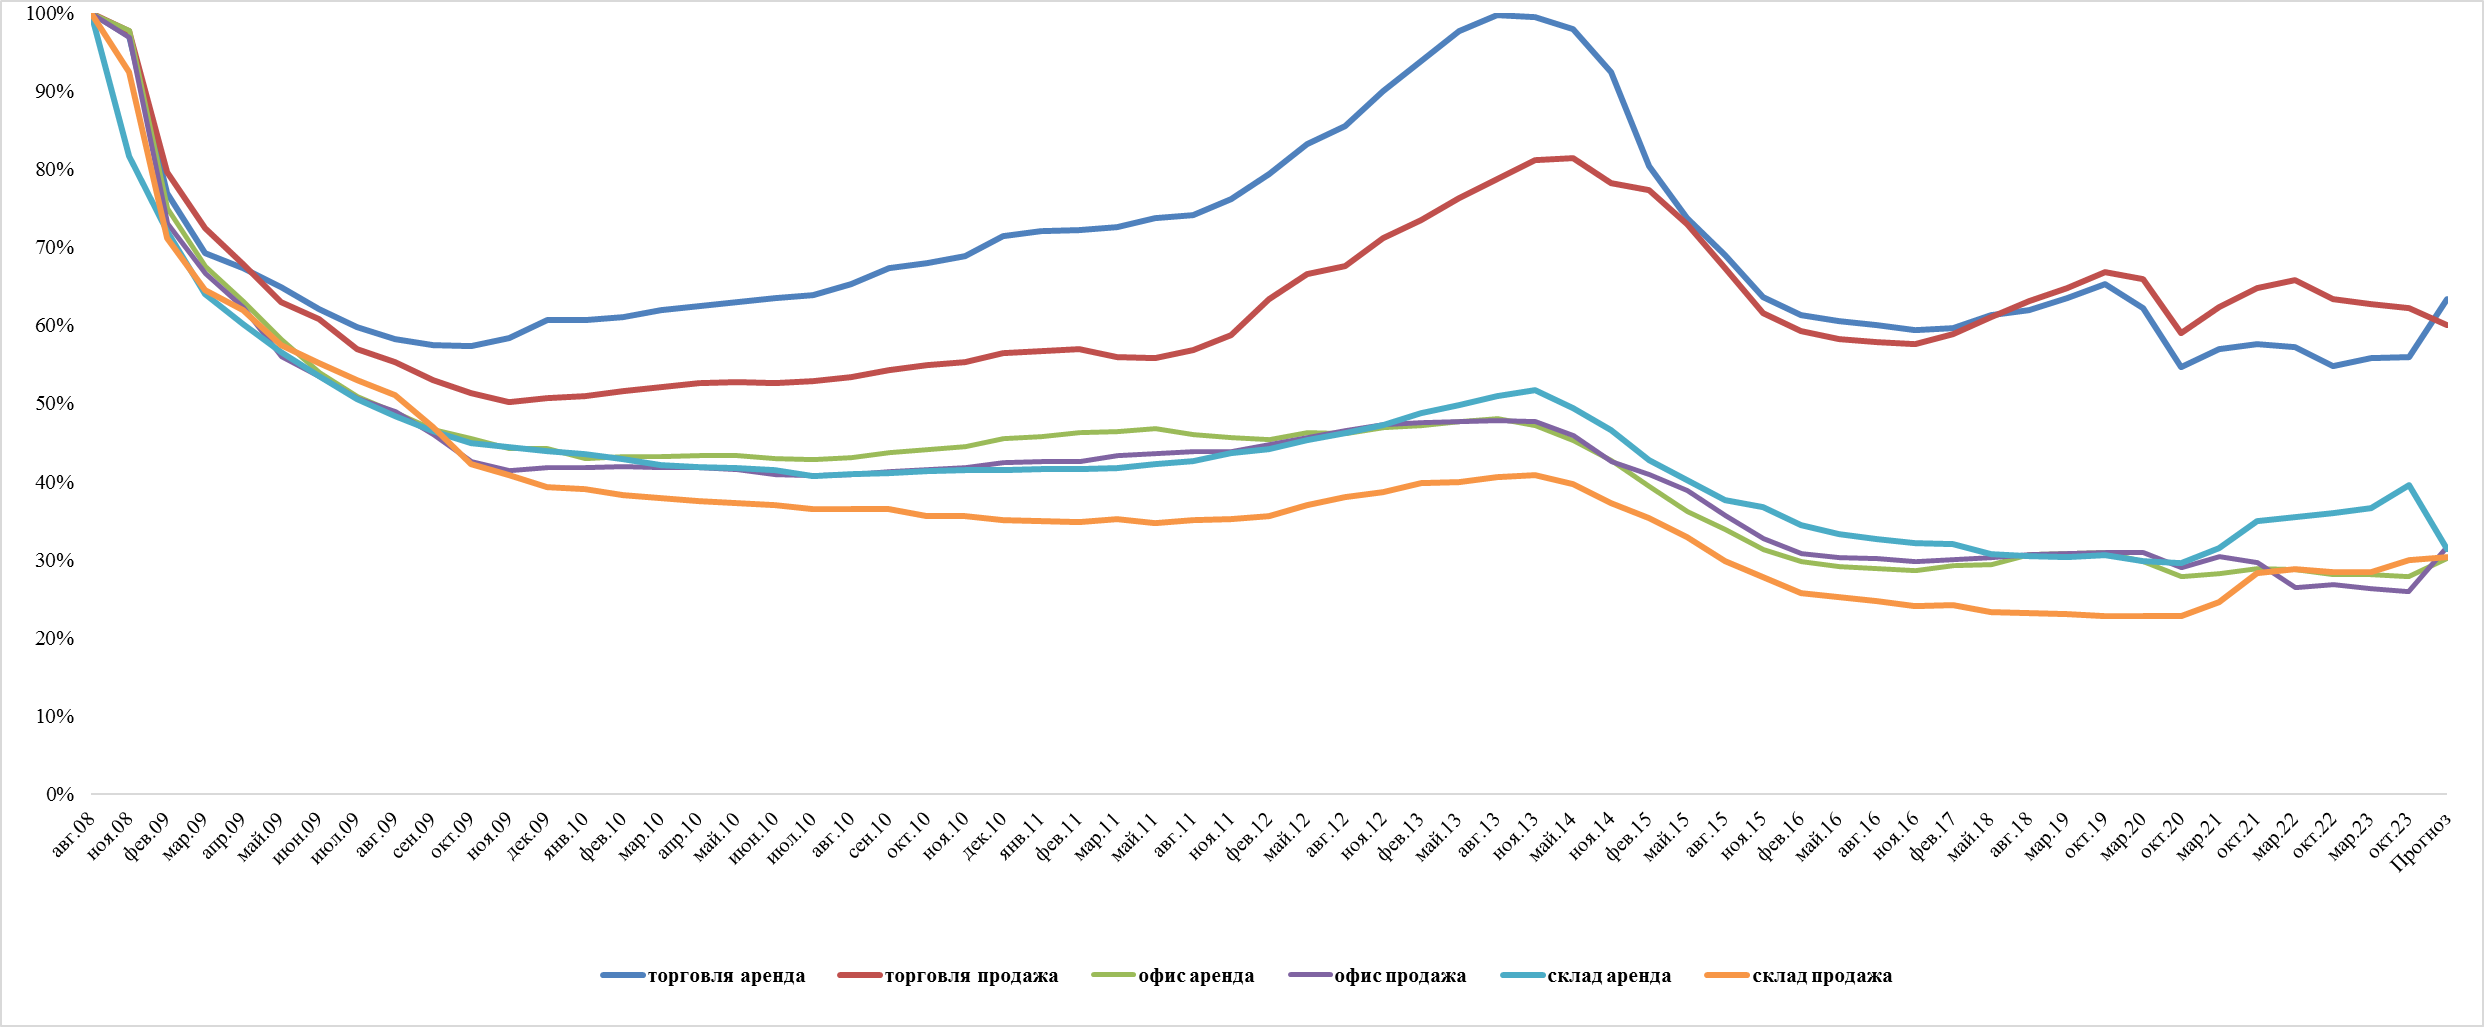 100%
90%
80%
70%
60%
50%
40%
30%
20%
10%
0%
авг.08
ноя.08
фев.09
мар.09
апр.09
май.09
июн.09
июл.09
авг.09
сен.09
окт.09
ноя.09
дек.09
янв.10
фев.10
мар.10
апр.10
май.10
июн.10
июл.10
авг.10
сен.10
окт.10
ноя.10
дек.10
янв.11
фев.11
мар.11
май.11
авг.11
ноя.11
фев.12
май.12
авг.12
ноя.12
фев.13
май.13
авг.13
ноя.13
май.14
ноя.14
фев.15
май.15
авг.15
ноя.15
фев.16
май.16
авг.16
ноя.16
фев.17
май.18
авг.18
мар.19
окт.19
мар.20
окт.20
мар.21
окт.21
мар.22
окт.22
мар.23
окт.23
Прогноз
торговля аренда
торговля продажа
офис аренда
офис продажа
склад аренда
склад продажа